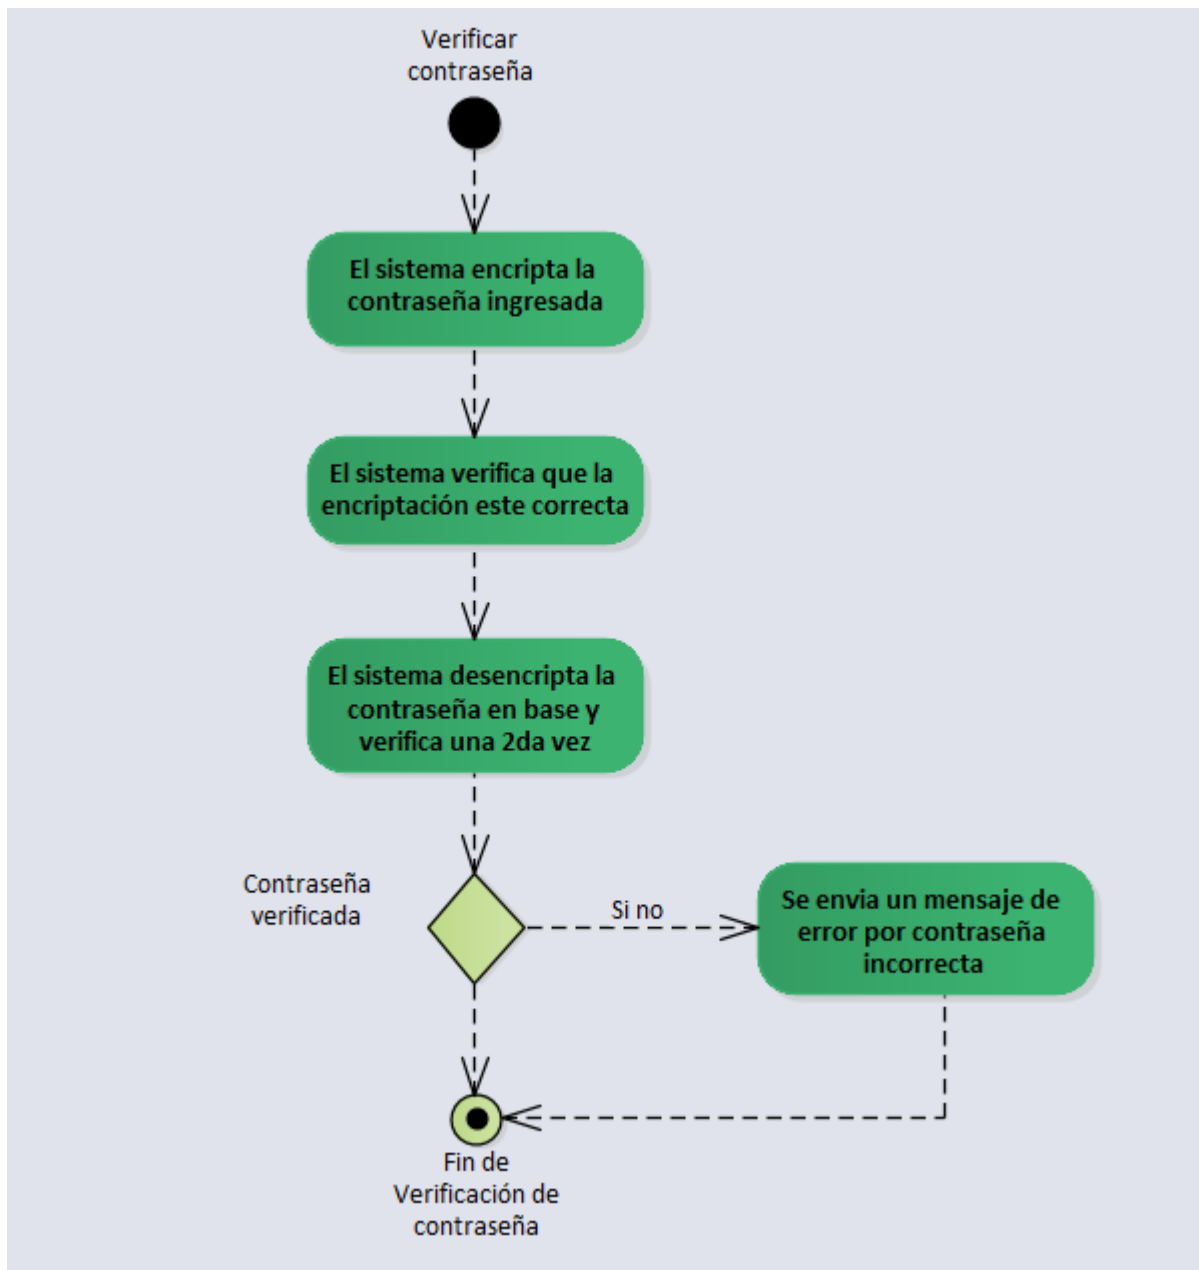 Verificar
contraseña
El sistema encripta la
contraseña ingresada
El sistema verifica que la
encriptación este correcta
El sistema desencripta la
contraseña en base y
verifica una 2da vez
Contraseña
verificada
Si no
Se envia un mensaje de
error por contraseña
incorrecta
Fin de
Verificación de
contraseña